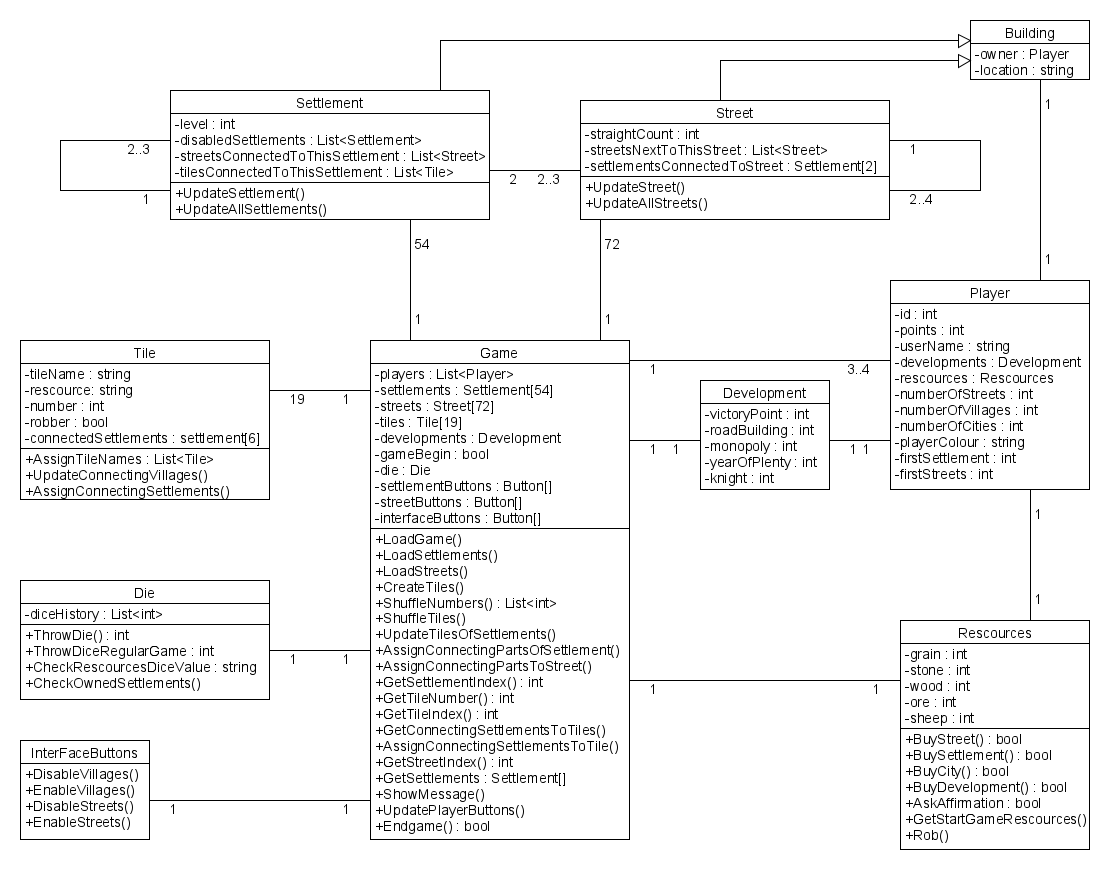 Building
-owner : Player
-location : string
1
1
Settlement
-level : int
-disabledSettlements : List<Settlement>
-streetsConnectedToThisSettlement : List<Street>
-tilesConnectedToThisSettlement : List<Tile>
+UpdateSettlement()
+UpdateAllSettlements()
2..3
1
2
2..3
Street
-straightCount : int
-streetsNextToThisStreet : List<Street>
-settlementsConnectedToStreet : Settlement[2]
+UpdateStreet()
+UpdateAllStreets()
1
2..4
54
1
72
1
Tile
-tileName : string
-rescource: string
-number : int
-robber : bool
-connectedSettlements : settlement[6]
+AssignTileNames : List<Tile>
+UpdateConnectingVillages()
+AssignConnectingSettlements()
19
1
Game
-players : List<Player>
-settlements : Settlement[54]
-streets : Street[72]
-tiles : Tile[19]
-developments : Development
-gameBegin : bool
-die : Die
-settlementButtons : Button[]
-streetButtons : Button[]
-interfaceButtons : Button[]
+LoadGame()
+LoadSettlements()
+LoadStreets()
+CreateTiles()
+ShuffleNumbers() : List<int>
+ShuffleTiles()
+UpdateTilesOfSettlements()
+AssignConnectingPartsOfSettlement()
+AssignConnectingPartsToStreet()
+GetSettlementIndex() : int
+GetTileNumber() : int
+GetTileIndex() : int
+GetConnectingSettlementsToTiles()
+AssignConnectingSettlementsToTile()
+GetStreetIndex() : int
+GetSettlements : Settlement[]
+ShowMessage()
+UpdatePlayerButtons()
+Endgame() : bool
1
3..4
Development
-victoryPoint : int
-roadBuilding : int
-monopoly : int
-yearOfPlenty : int
-knight : int
1 1
1 1
Player
-id : int
-points : int
-userName : string
-developments : Development
-rescources : Rescources
-numberOfStreets : int
-numberOfVillages : int
-numberOfCities : int
-playerColour : string
-firstSettlement : int
-firstStreets : int
1
1
Die
-diceHistory : List<int>
+ThrowDie() : int
+ThrowDiceRegularGame : int
+CheckRescourcesDiceValue : string
+CheckOwnedSettlements()
1
1
InterFaceButtons
+DisableVillages()
+EnableVillages()
+DisableStreets()
+EnableStreets()
1
1
1
1
Rescources
-grain : int
-stone : int
-wood : int
-ore : int
-sheep : int
+BuyStreet() : bool
+BuySettlement() : bool
+BuyCity() : bool
+BuyDevelopment() : bool
+AskAffirmation : bool
+GetStartGameRescources()
+Rob()